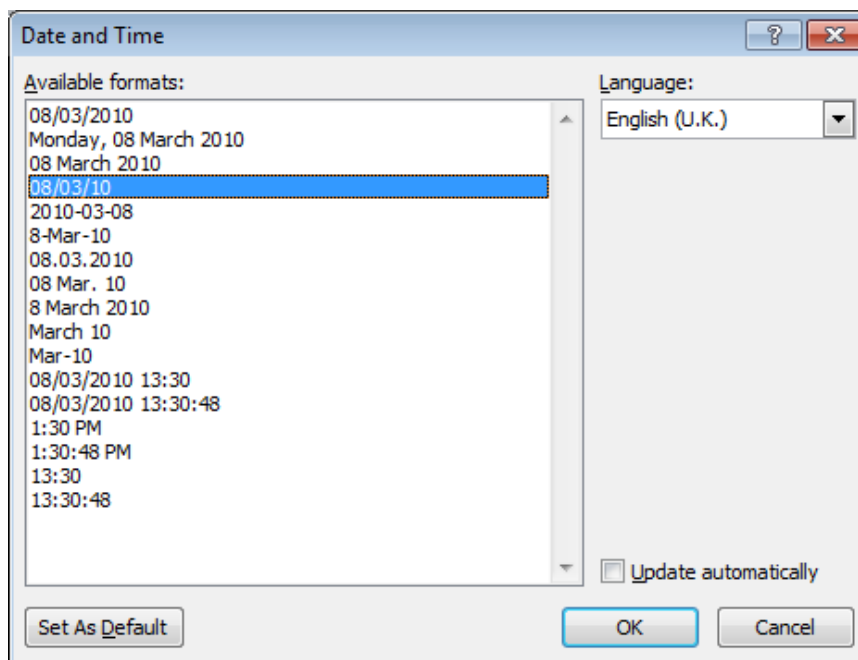 Date and Time
Available formats:
08/03/2010
Monday, 08 March 2010
08 March 2010
08/03/10
2010-03-08
8-Mar-10
08.03.2010
08 Mar. 10
8 March 2010
March 10
Mar-10
08/03/2010 13:30
08/03/2010 13:30:48
1:30 PM
1:30:48 PM
13:30
13:30:48
Language:
English (U.K.)
Update automatically
Set As Default
OK
Cancel